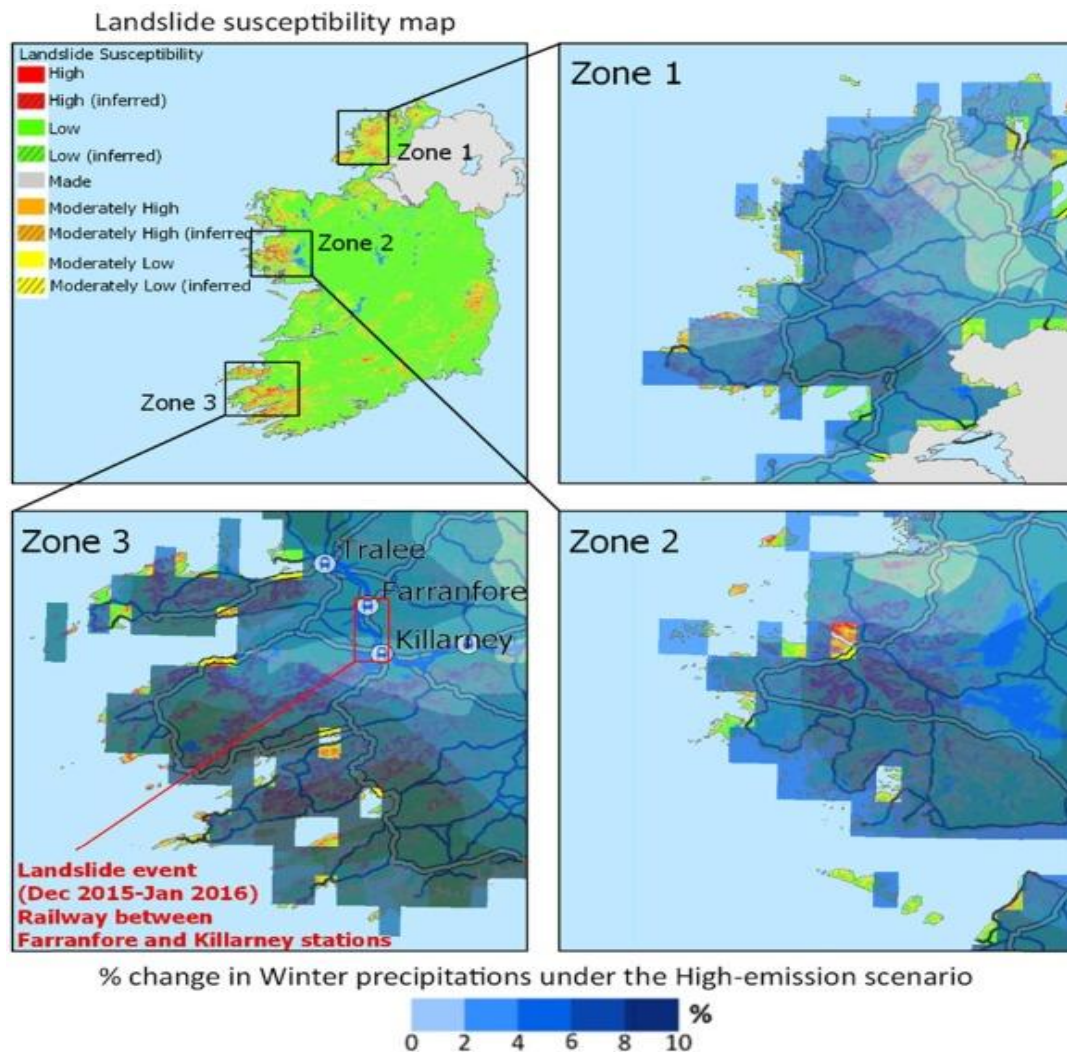 Landslide susceptibility map
Landslide Susceptibility
High
High (inferred)
Low
Low (inferred)
Made
Moderately High
Moderately High (inferred
Moderately Low
Moderately Low (inferred
Zone 1
Zone 2
Zone 3
Zone 1
Zone 3
Tralee
Farranfore
Killarney
Landslide event
(Dec 2015-Jan 2016)
Railway between
Farranfore and Killarney stations
Zone 2
% change in Winter precipitations under the High-emission scenario
%
0 2 4 6 8 10